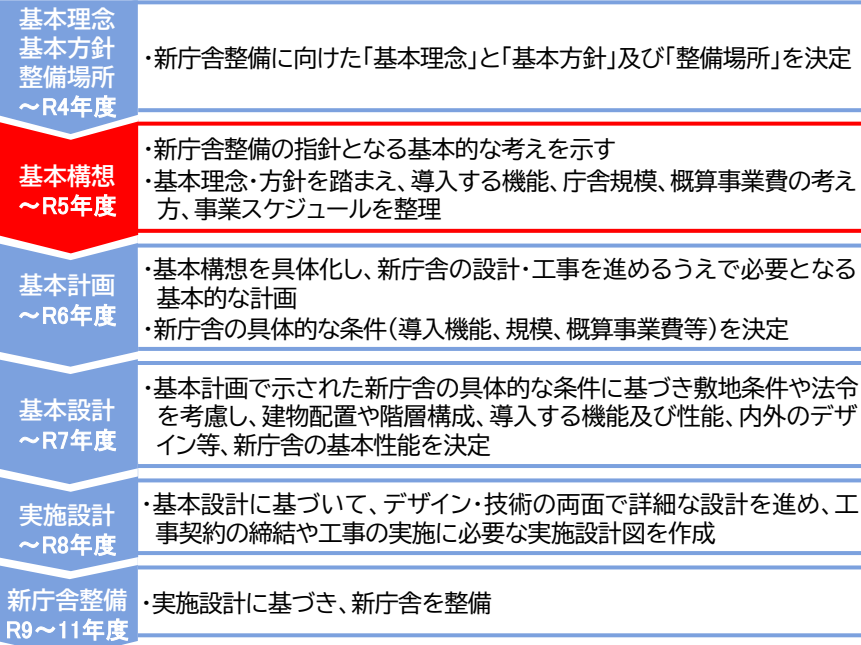 基本理念
基本方針
整備場所
～R4年度
・新庁舎整備に向けた「基本理念」と「基本方針」及び「整備場所」を決定
基本構想
～R5年度
・新庁舎整備の指針となる基本的な考えを示す
・基本理念・方針を踏まえ、導入する機能、庁舎規模、概算事業費の考え
方、事業スケジュールを整理
基本計画
～R6年度
・基本構想を具体化し、新庁舎の設計・工事を進めるうえで必要となる
基本的な計画
・新庁舎の具体的な条件（導入機能、規模、概算事業費等）を決定
基本設計
～R7年度
・基本計画で示された新庁舎の具体的な条件に基づき敷地条件や法令
を考慮し、建物配置や階層構成、導入する機能及び性能、内外のデザ
イン等、新庁舎の基本性能を決定
実施設計
～R8年度
・基本設計に基づいて、デザイン・技術の両面で詳細な設計を進め、工
事契約の締結や工事の実施に必要な実施設計図を作成
新庁舎整備
R9～11年度
・実施設計に基づき、新庁舎を整備